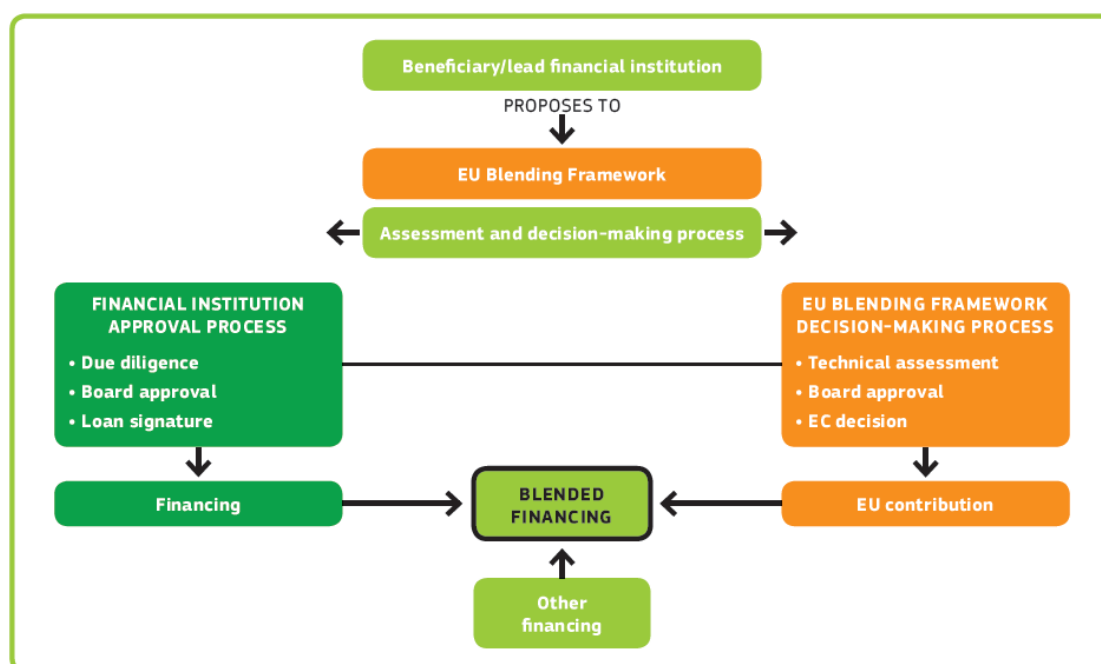 Beneficiary/lead financial institution
PROPOSES TO
EU Blending Framework
Assessment and decision-making process
FINANCIAL INSTITUTION
APPROVAL PROCESS
• Due diligence
• Board approval
• Loan signature
EU BLENDING FRAMEWORK
DECISION-MAKING PROCESS
• Technical assessment
• Board approval
• EC decision
Financing
BLENDED
FINANCING
EU contribution
Other
financing